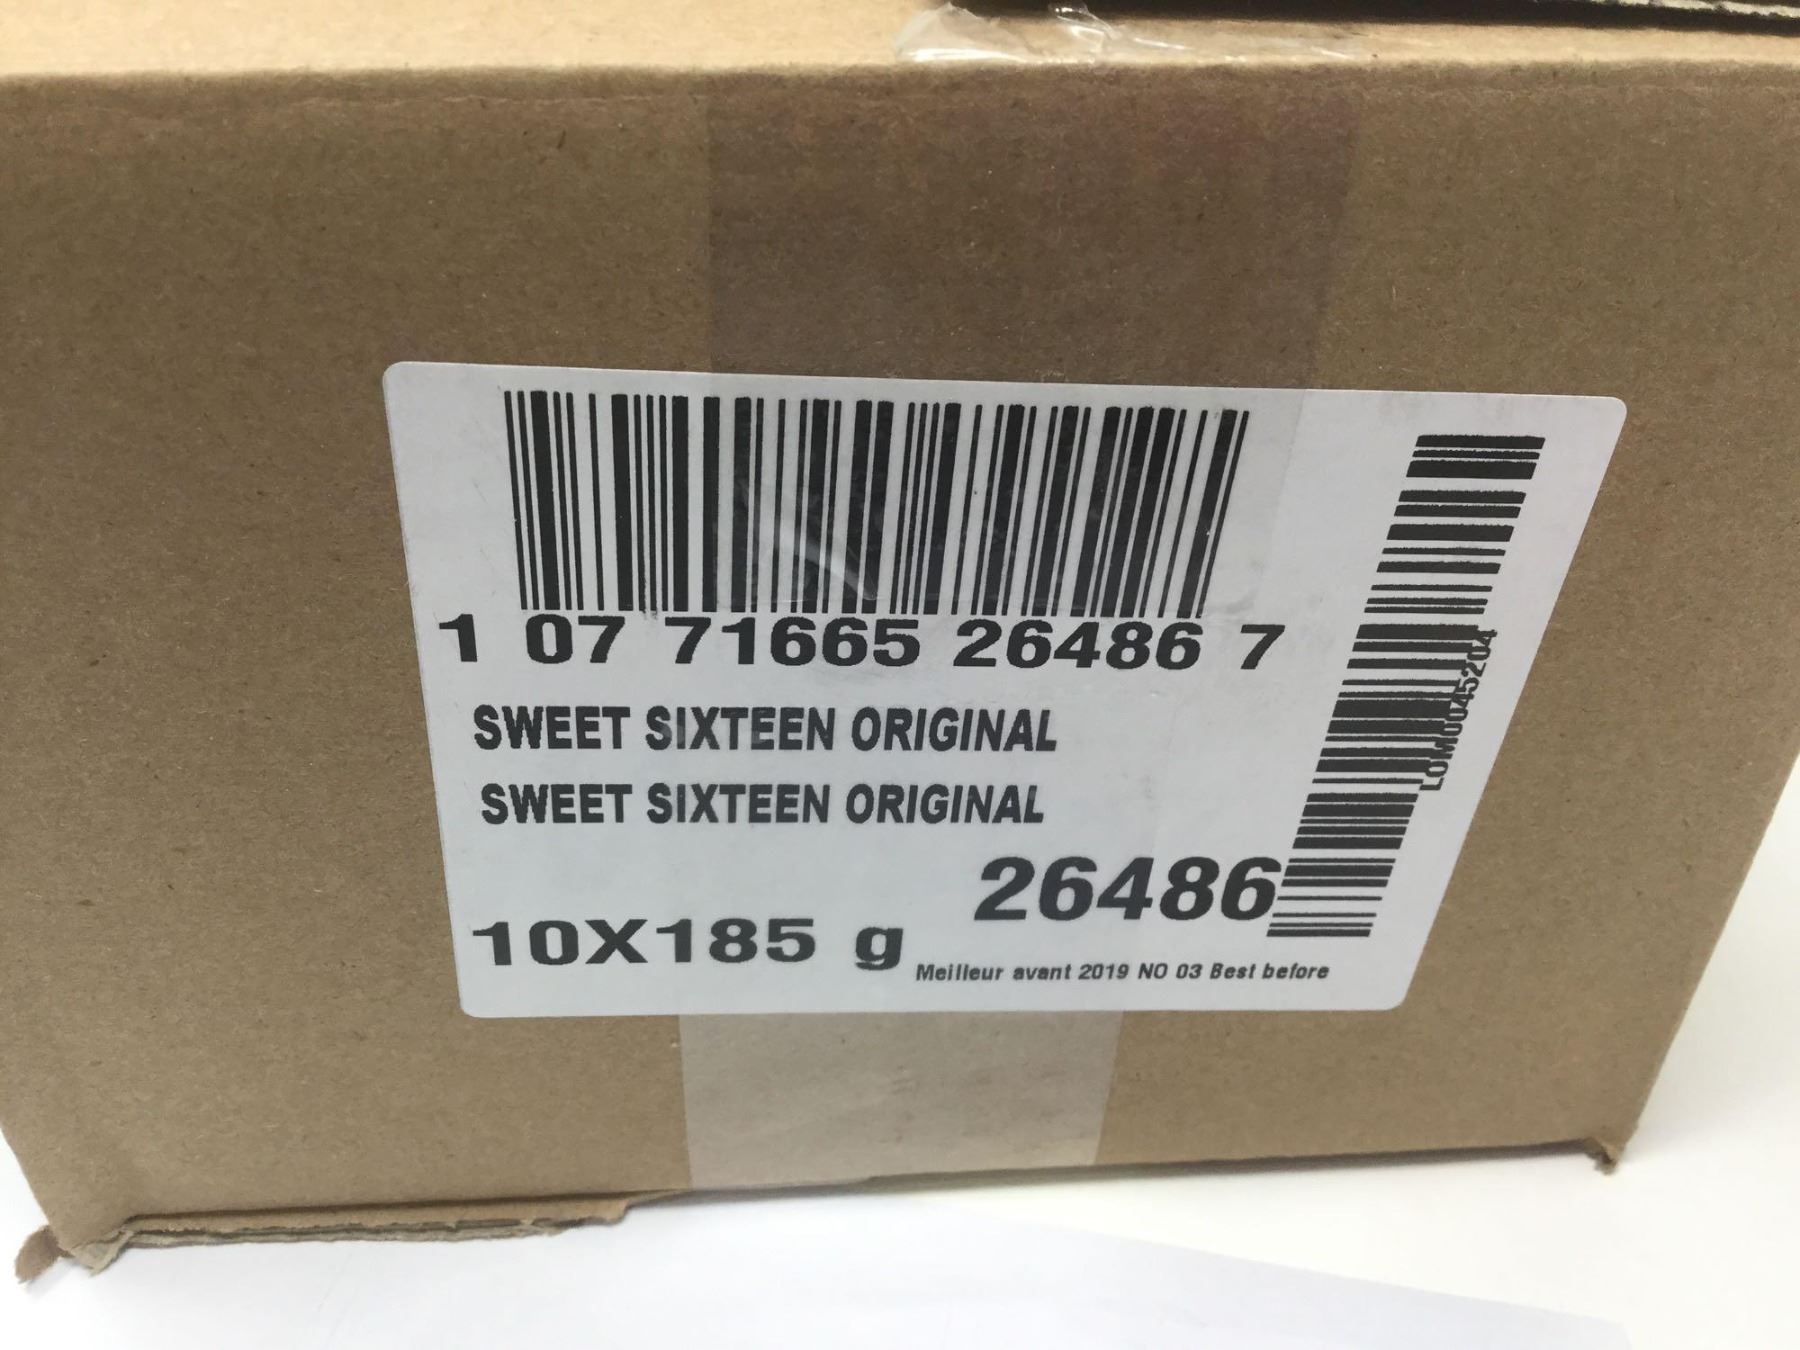 1 07 71665 26486 7
SWEET SIXTEEN ORIGINAL
SWEET SIXTEEN ORIGINAL
26486
10X185 g
Meilleur avant 2019 NO 03 Best before
LOM0045204